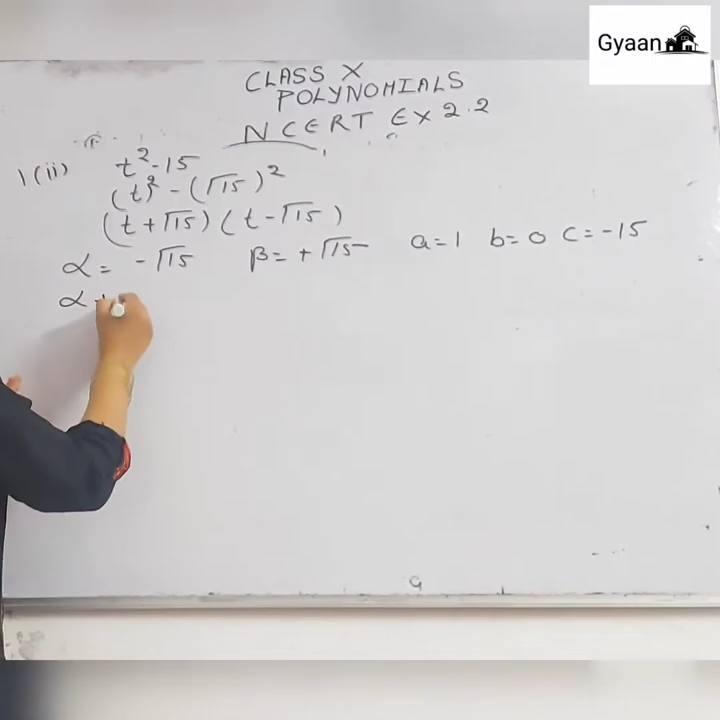 Gyaan
CLASS X
POLYNOMIALS
NCERT EX 2.2
1(ii) t² - 15
(t)² - (√15)²
(t + √15) (t - √15)
α = - √15 β = + √15 a = 1 b = 0 c = -15
α +